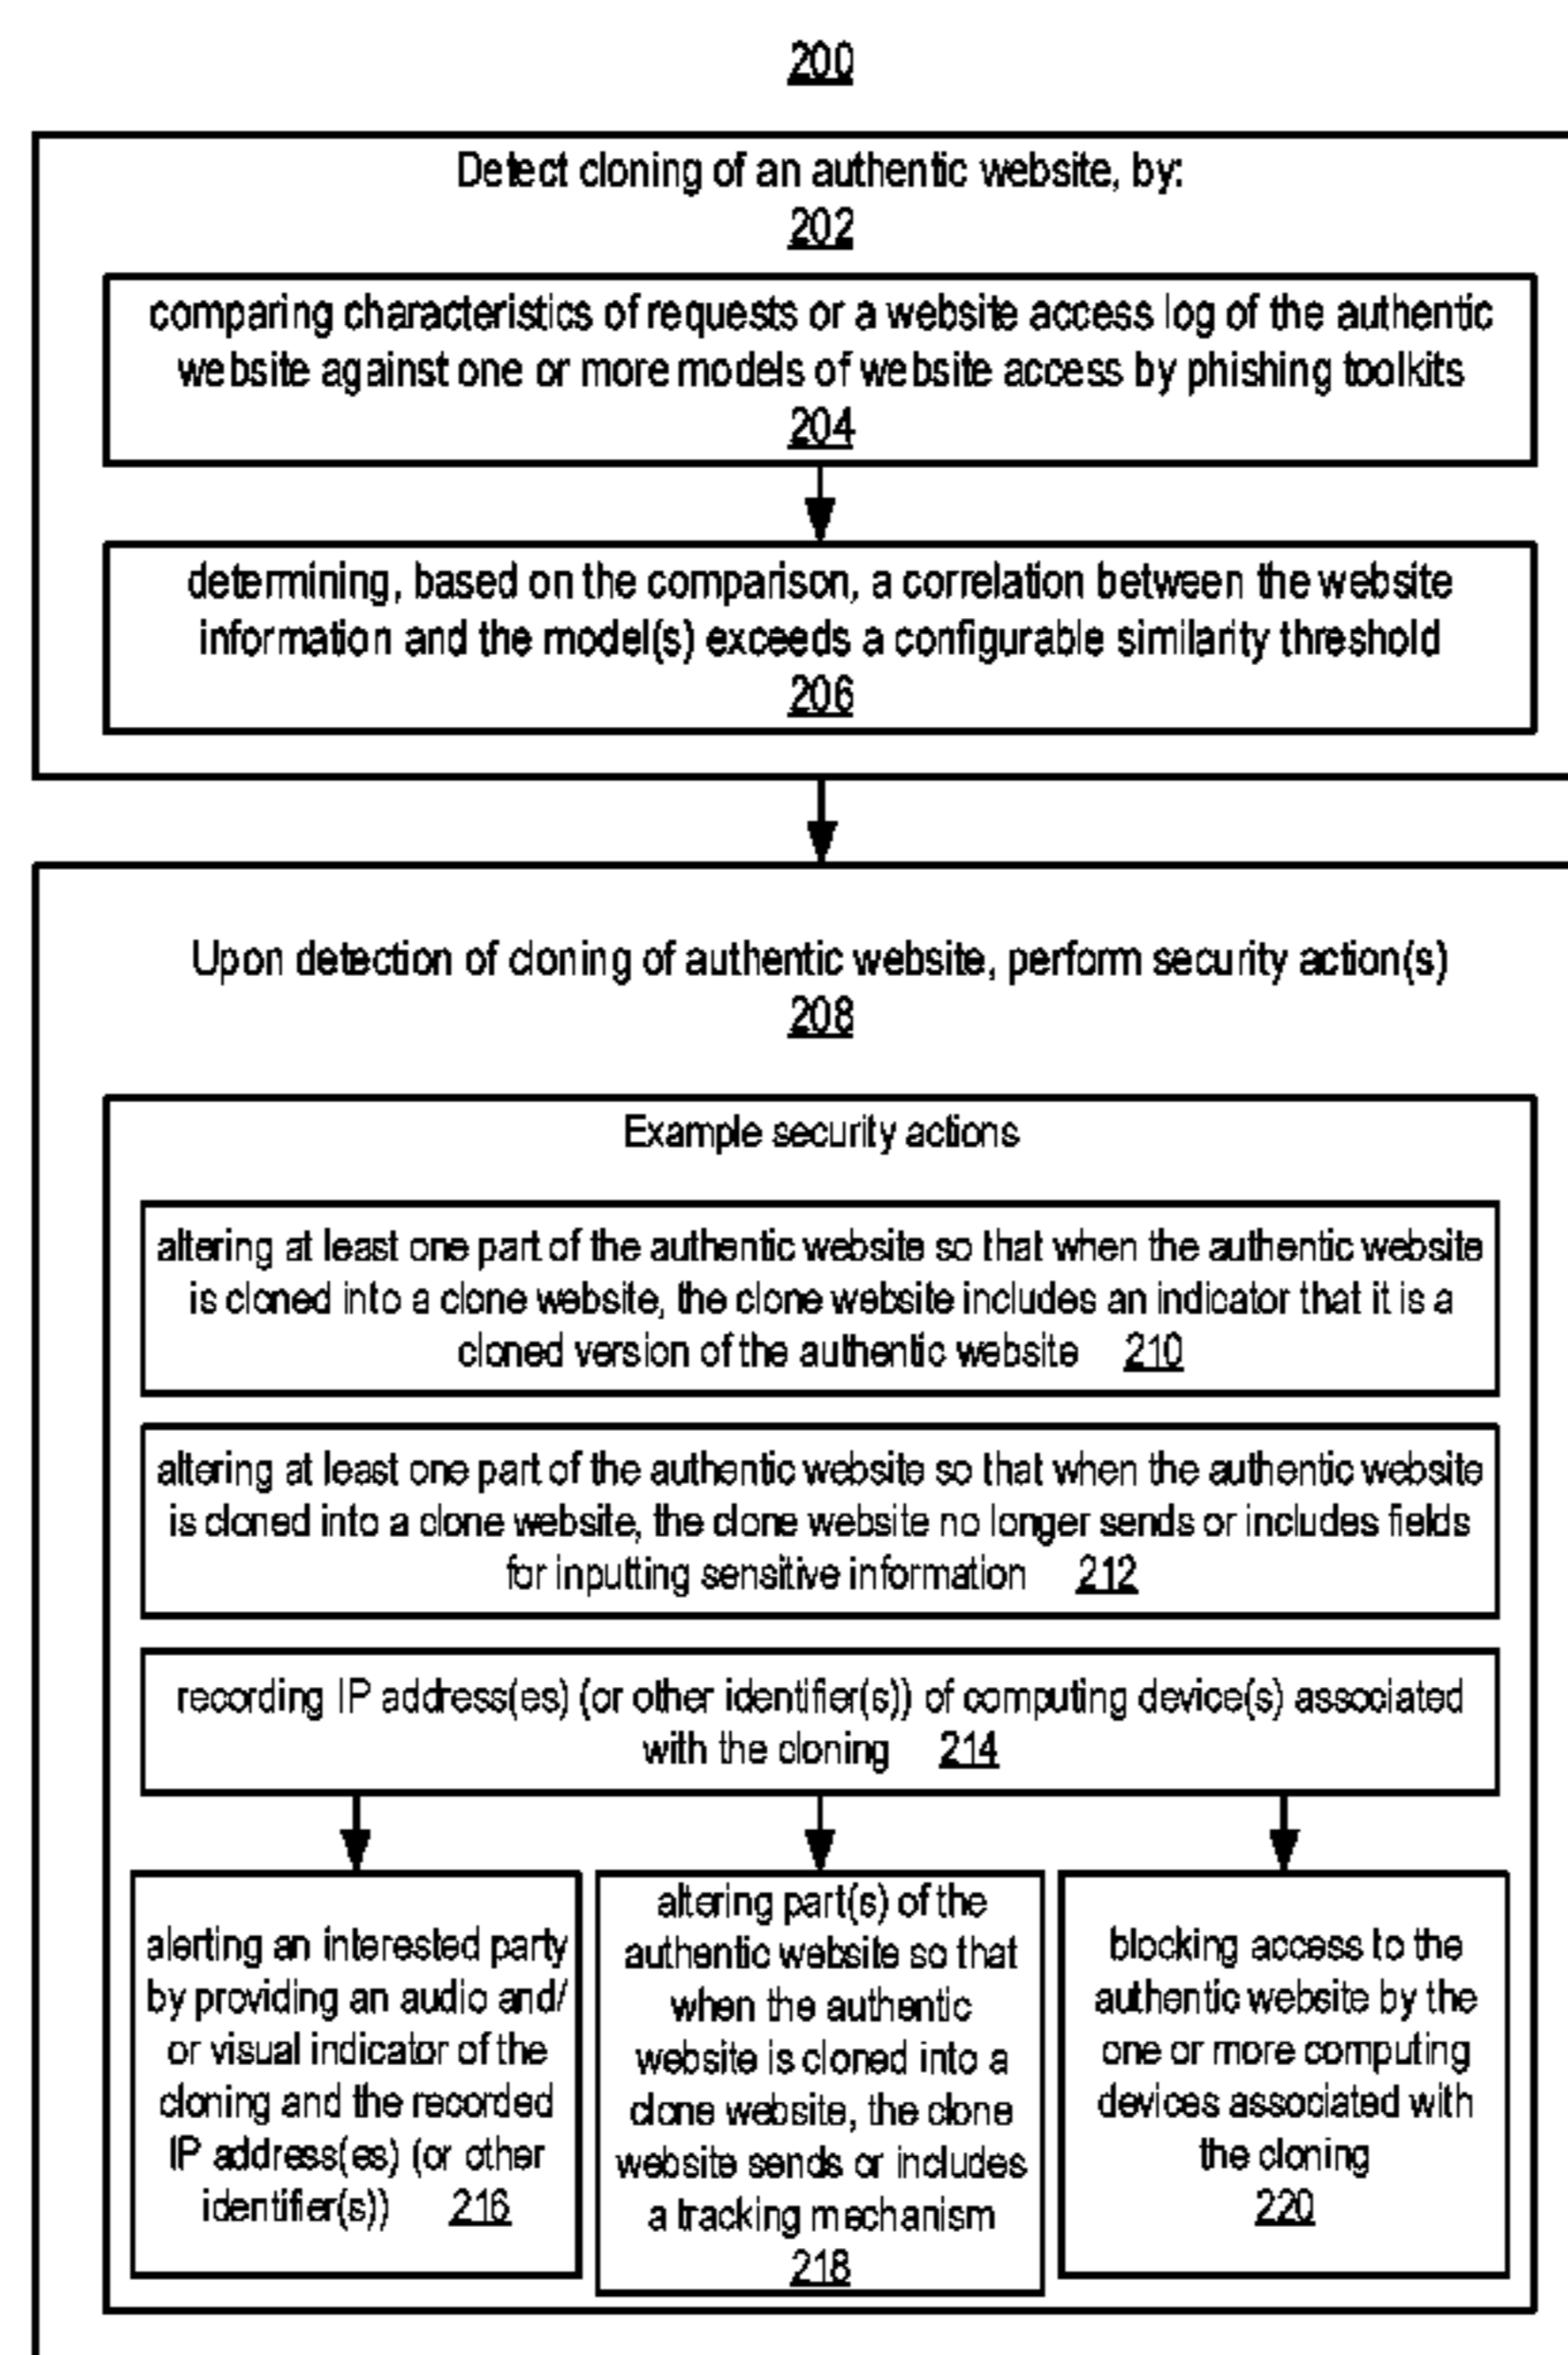 200
Detect cloning of an authentic website, by:
202
comparing characteristics of requests or a website access log of the authentic
website against one or more models of website access by phishing toolkits
204
determining, based on the comparison, a correlation between the website
information and the model(s) exceeds a configurable similarity threshold
206
Upon detection of cloning of authentic website, perform security action(s)
208
Example security actions
altering at least one part of the authentic website so that when the authentic website
is cloned into a clone website, the clone website includes an indicator that it is a
cloned version of the authentic website 210
altering at least one part of the authentic website so that when the authentic website
is cloned into a clone website, the clone website no longer sends or includes fields
for inputting sensitive information 212
recording IP address(es) (or other identifier(s)) of computing device(s) associated
with the cloning 214
alerting an interested party
by providing an audio and/
or visual indicator of the
cloning and the recorded
IP address(es) (or other
identifier(s)) 216
altering part(s) of the
authentic website so that
when the authentic
website is cloned into a
clone website, the clone
website sends or includes
a tracking mechanism
218
blocking access to the
authentic website by the
one or more computing
devices associated with
the cloning
220